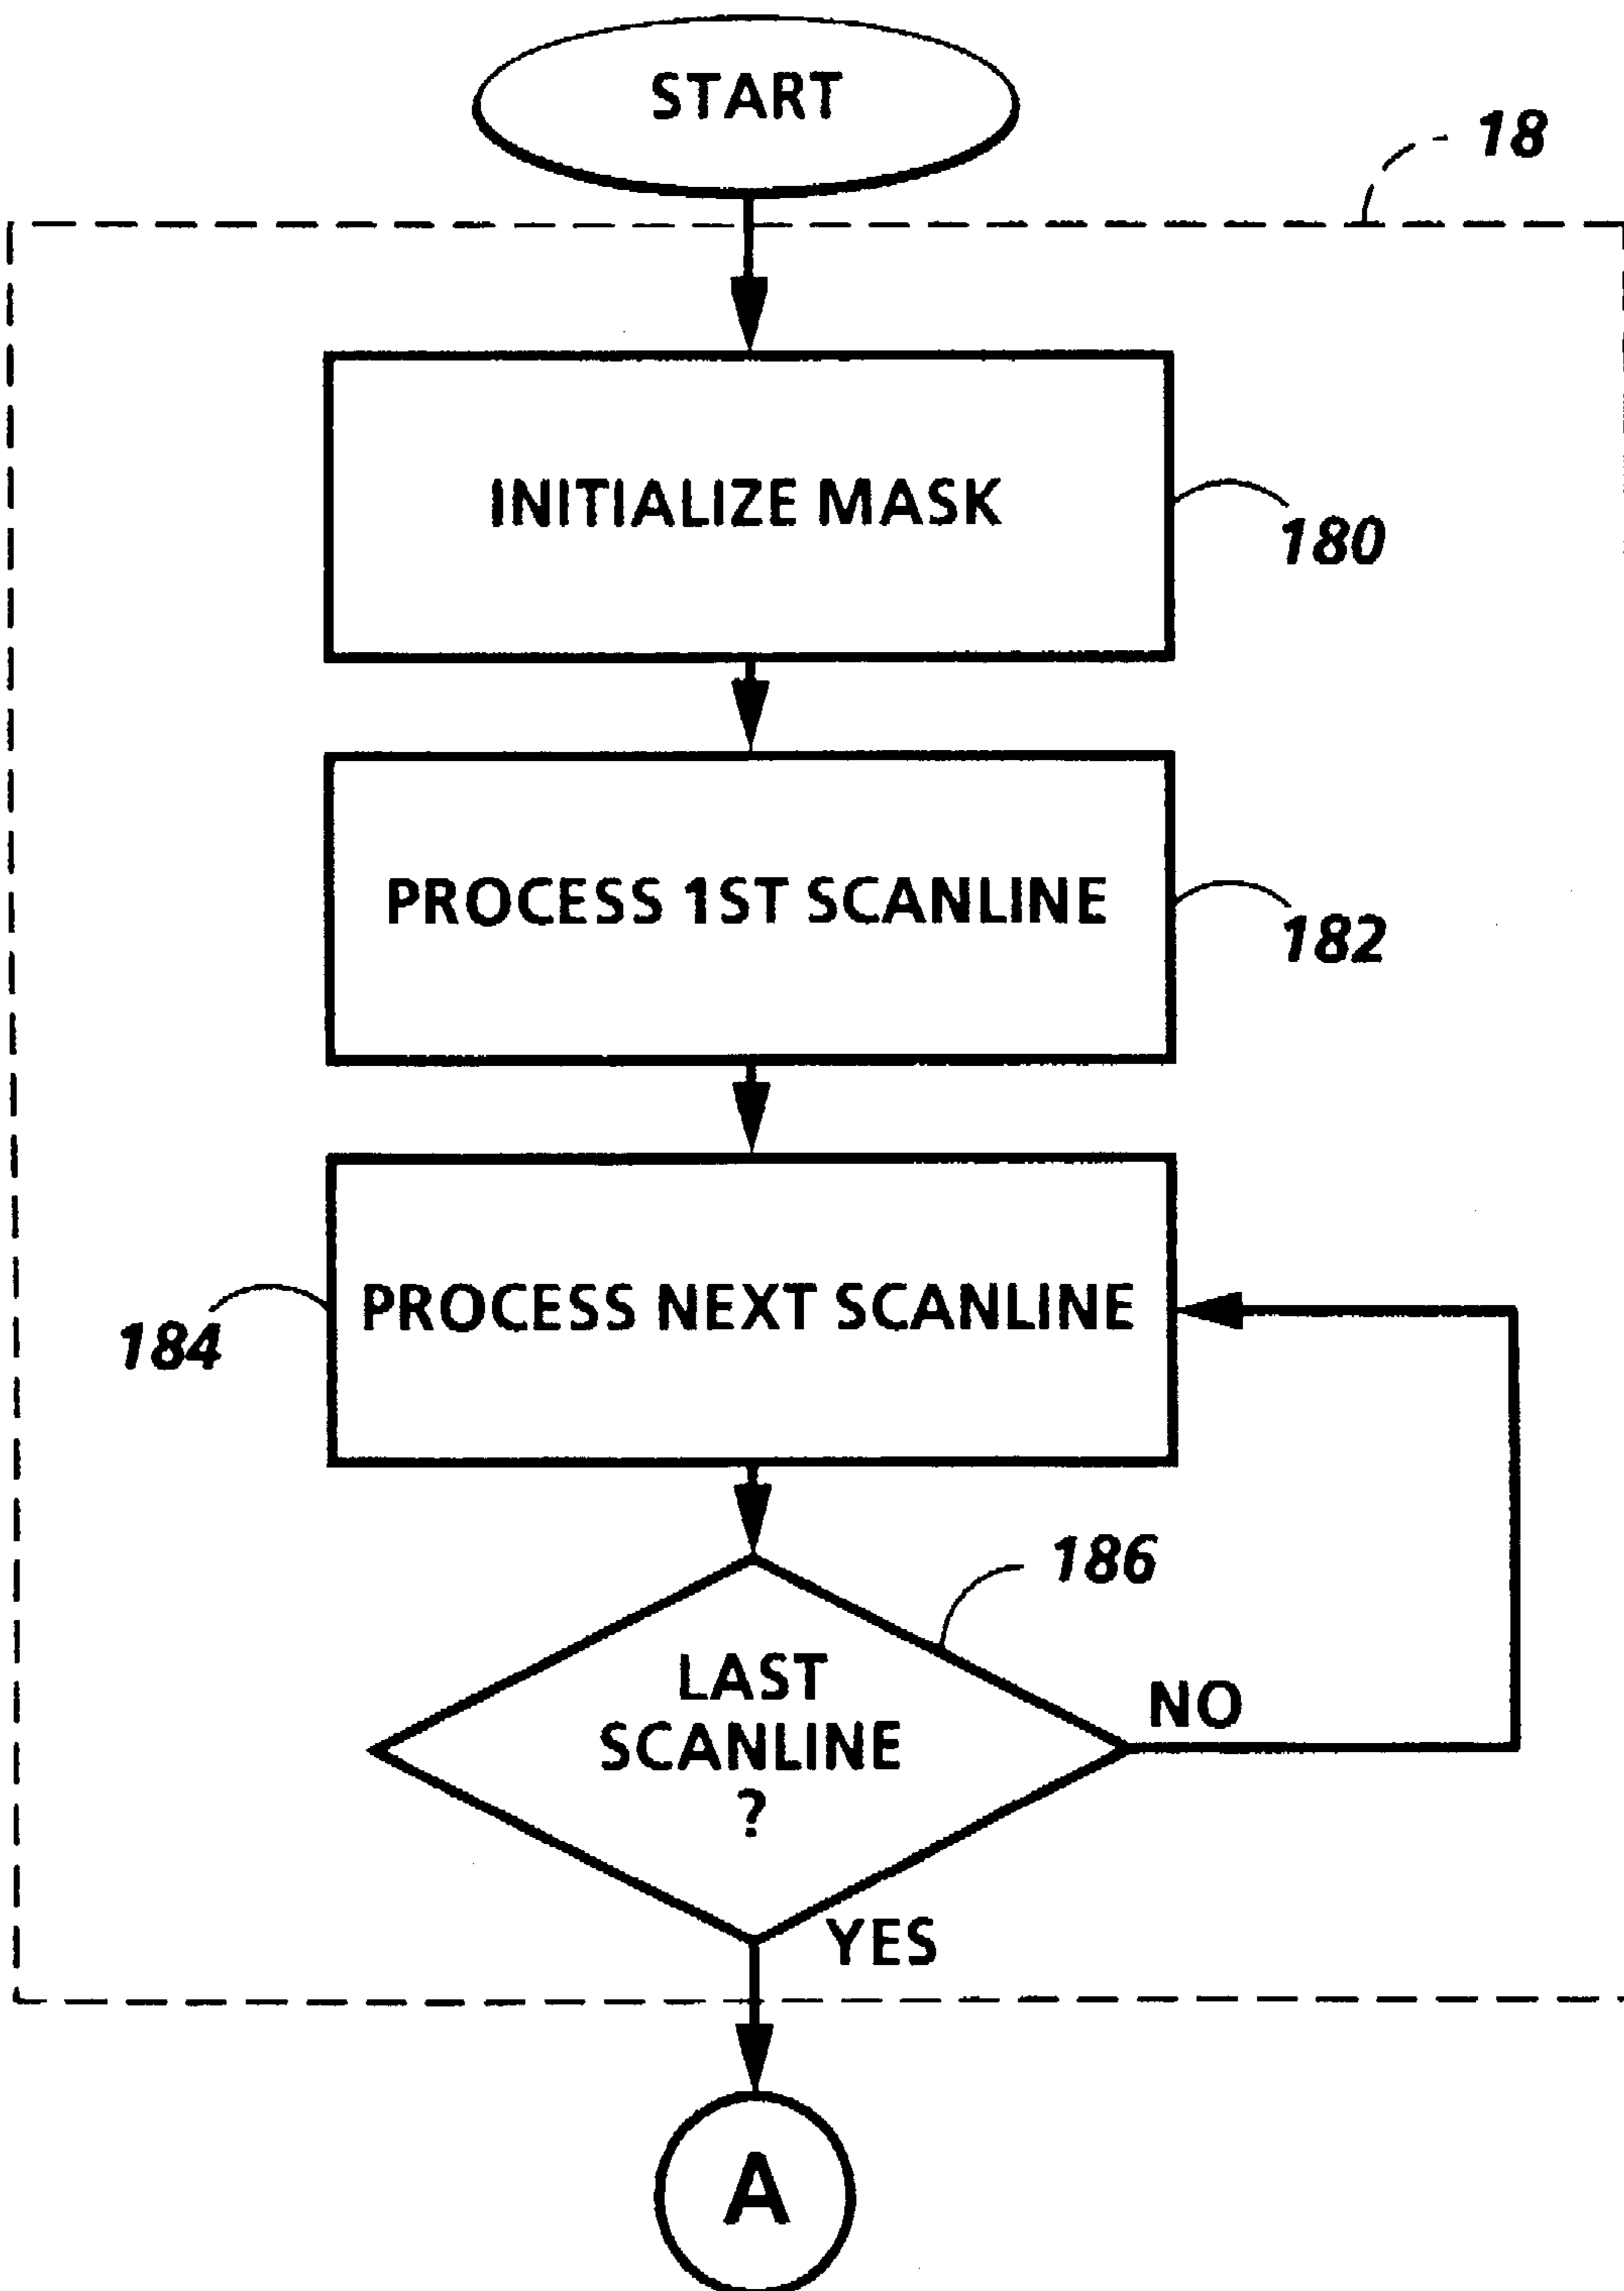 START
18
INITIALIZE MASK
180
PROCESS 1ST SCANLINE
182
PROCESS NEXT SCANLINE
184
186
LAST
SCANLINE
?
NO
YES
A